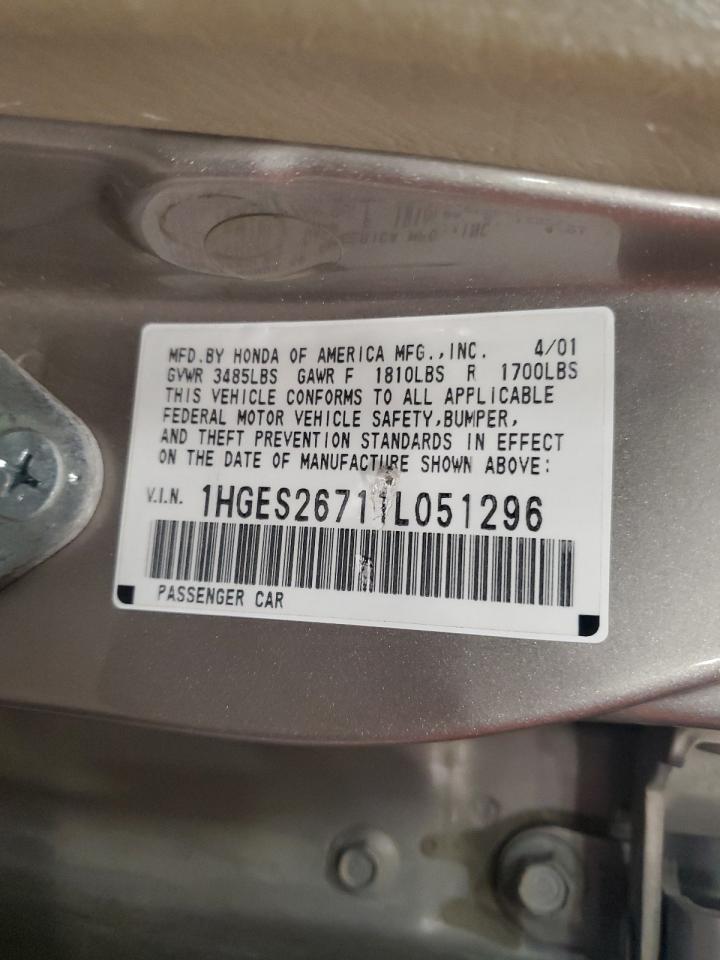 MFD.BY HONDA OF AMERICA MFG.,INC. 4/01
GVWR 3485LBS GAWR F 1810LBS R 1700LBS
THIS VEHICLE CONFORMS TO ALL APPLICABLE
FEDERAL MOTOR VEHICLE SAFETY,BUMPER,
AND THEFT PREVENTION STANDARDS IN EFFECT
ON THE DATE OF MANUFACTURE SHOWN ABOVE:
V.I.N. 1HGES26711L051296
PASSENGER CAR